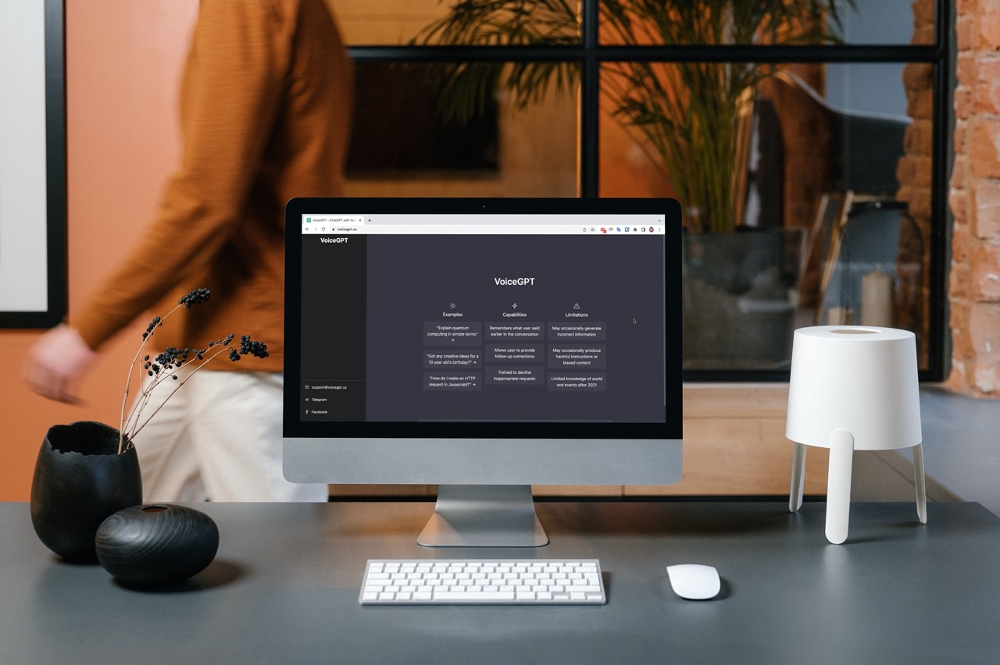 VoiceGPT - ChatGPT with Voi
voicegpt.us
VoiceGPT
VoiceGPT
Examples
"Explain quantum
computing in simple terms"
→
"Got any creative ideas for a
10 year old's birthday?" →
"How do I make an HTTP
request in Javascript?" →
Capabilities
Remembers what user said
earlier in the conversation
Allows user to provide
follow-up corrections
Trained to decline
inappropriate requests
Limitations
May occasionally generate
incorrect information
May occasionally produce
harmful instructions or
biased content
Limited knowledge of world
and events after 2021
support@voicegpt.us
Telegram
Facebook